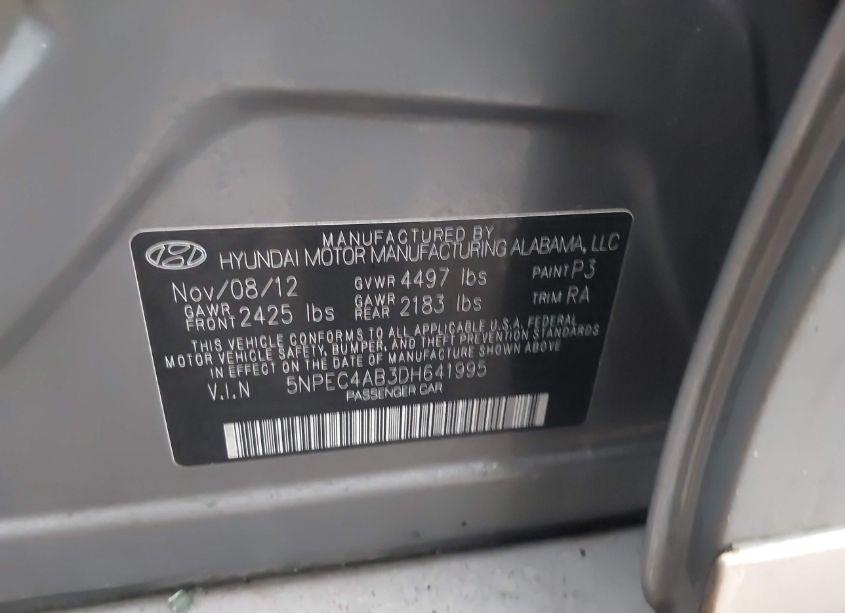 MANUFACTURED BY
HYUNDAI MOTOR MANUFACTURING ALABAMA, LLC
Nov/08/12 GVWR 4497 lbs PAINT P3
GAWR FRONT 2425 lbs GAWR REAR 2183 lbs TRIM RA
THIS VEHICLE CONFORMS TO ALL APPLICABLE U.S.A. FEDERAL
MOTOR VEHICLE SAFETY, BUMPER, AND THEFT PREVENTION STANDARDS
IN EFFECT ON THE DATE OF MANUFACTURE SHOWN ABOVE
V.I.N 5NPEC4AB3DH641995
PASSENGER CAR